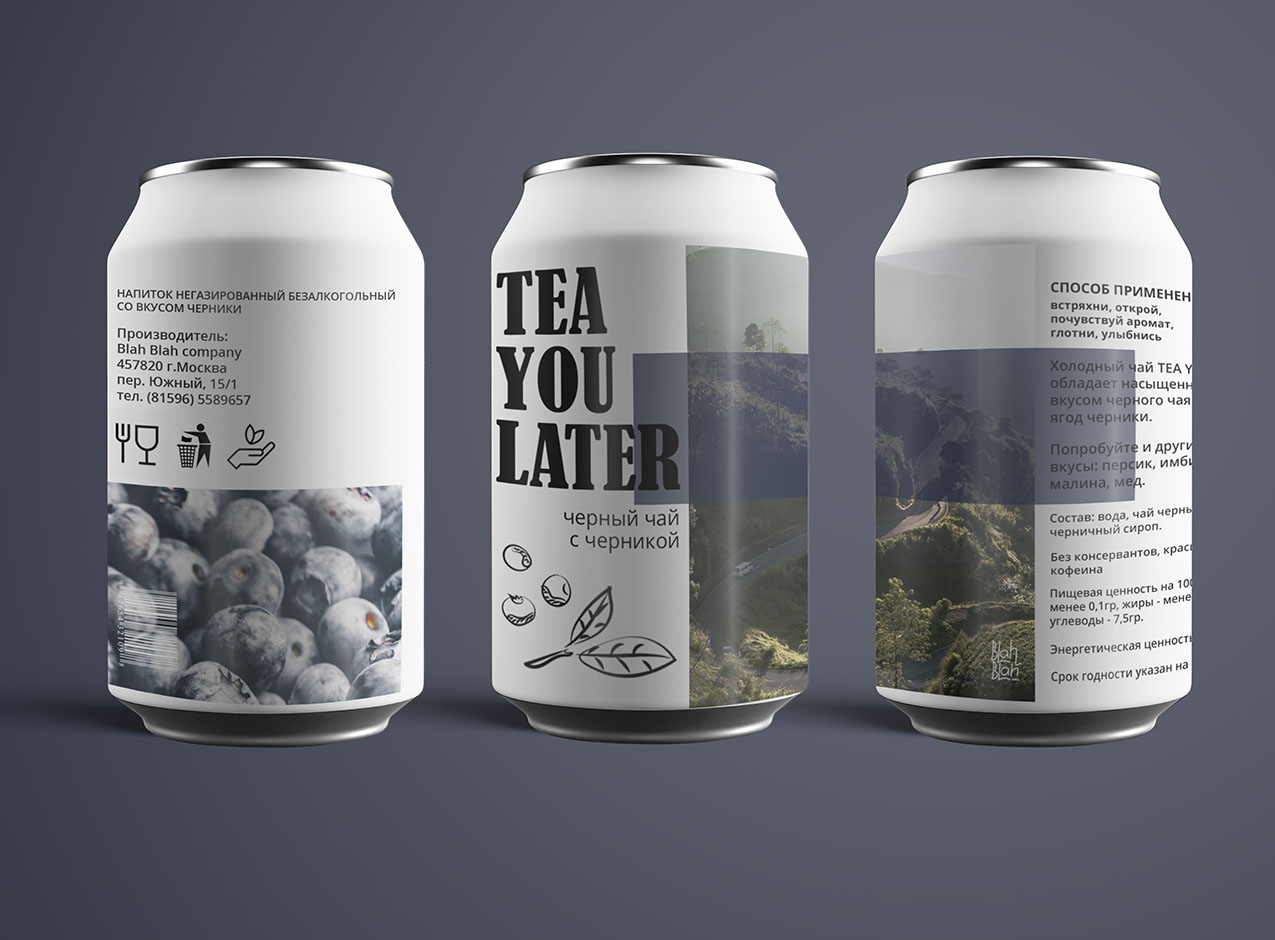 НАПИТОК НЕГАЗИРОВАННЫЙ БЕЗАЛКОГОЛЬНЫЙ
СО ВКУСОМ ЧЕРНИКИ
Производитель:
Blah Blah company
457820 г.Москва
пер. Южный, 15/1
тел. (81596) 5589657
TEA
YOU
LATER
черный чай
с черникой
СПОСОБ ПРИМЕНЕН
встряхни, открой,
почувствуй аромат,
глотни, улыбнись
Холодный чай TEA Y
обладает насыщенн
вкусом черного чая
ягод черники.
Попробуйте и други
вкусы: персик, имби
малина, мед.
Состав: вода, чай черны
черничный сироп.
Без консервантов, краси
кофеина
Пищевая ценность на 100
менее 0,1гр, жиры - мене
углеводы - 7,5гр.
Энергетическая ценность
Срок годности указан на
Blah
Blah